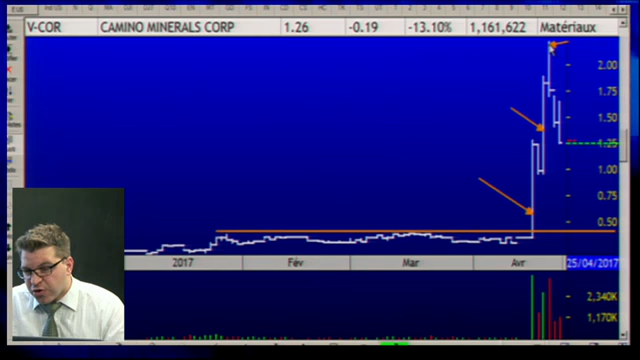 V-COR CAMINO MINERALS CORP 1.26 -0.19 -13.10% 1,161,622 Matériaux
2.00
1.75
1.50
1.25
1.00
0.75
0.50
2017 Fév Mar Avr 25/04/2017
2,340K
1,170K